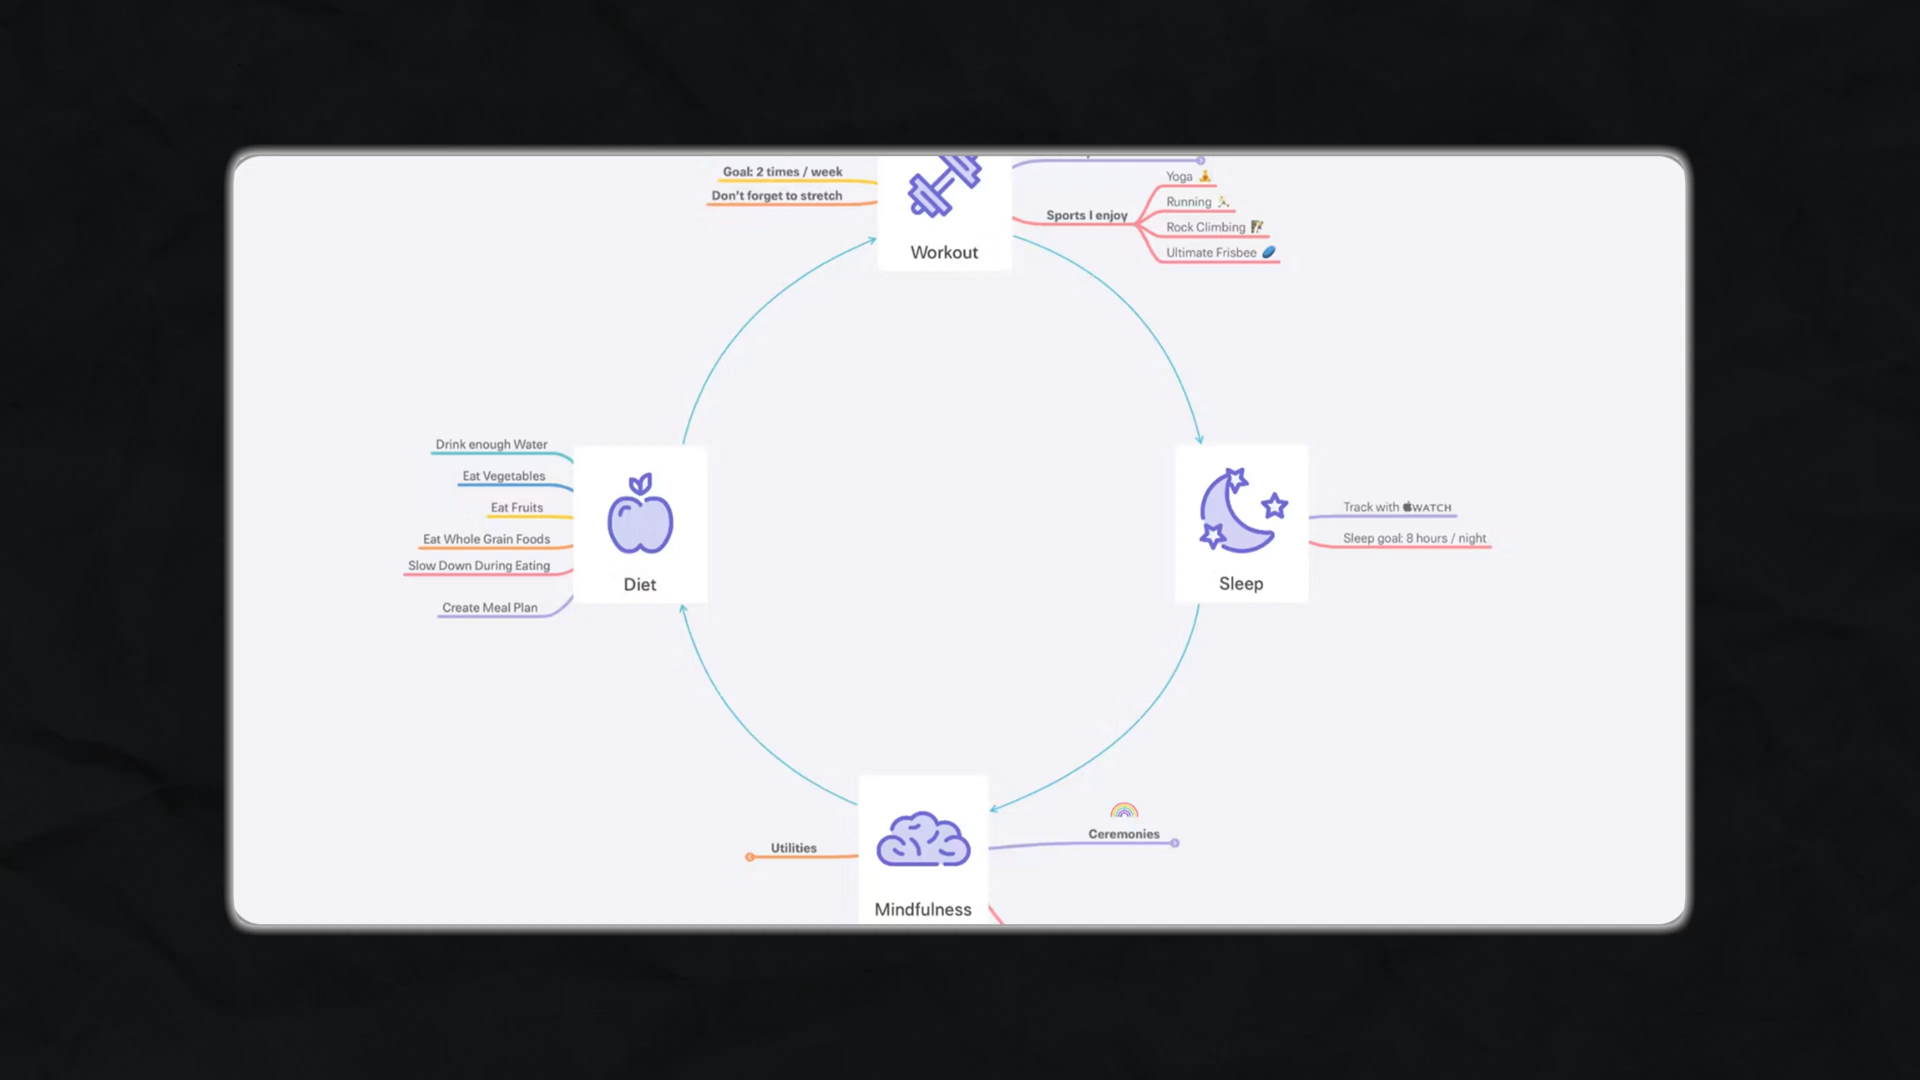 Goal: 2 times / week
Don't forget to stretch
Workout
Sports I enjoy
Yoga
Running
Rock Climbing
Ultimate Frisbee
Drink enough Water
Eat Vegetables
Eat Fruits
Eat Whole Grain Foods
Slow Down During Eating
Create Meal Plan
Diet
Sleep
Track with WATCH
Sleep goal: 8 hours / night
Utilities
Mindfulness
Ceremonies